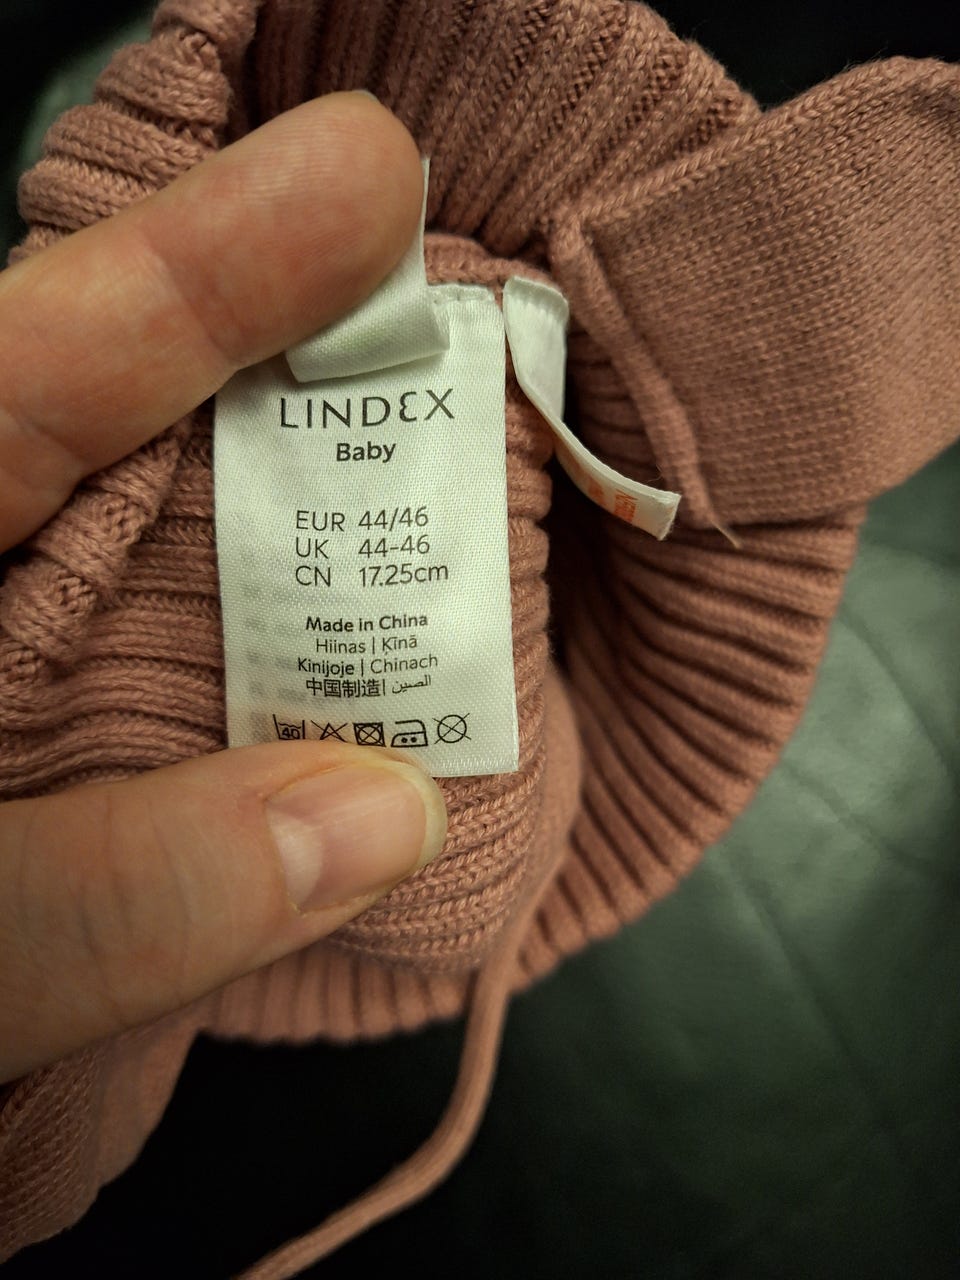 LINDEX
Baby
EUR 44/46
UK 44-46
CN 17.25cm
Made in China
Hiinas | Ķīnā
Kinijoje | Chinach
中国制造| الصين
40